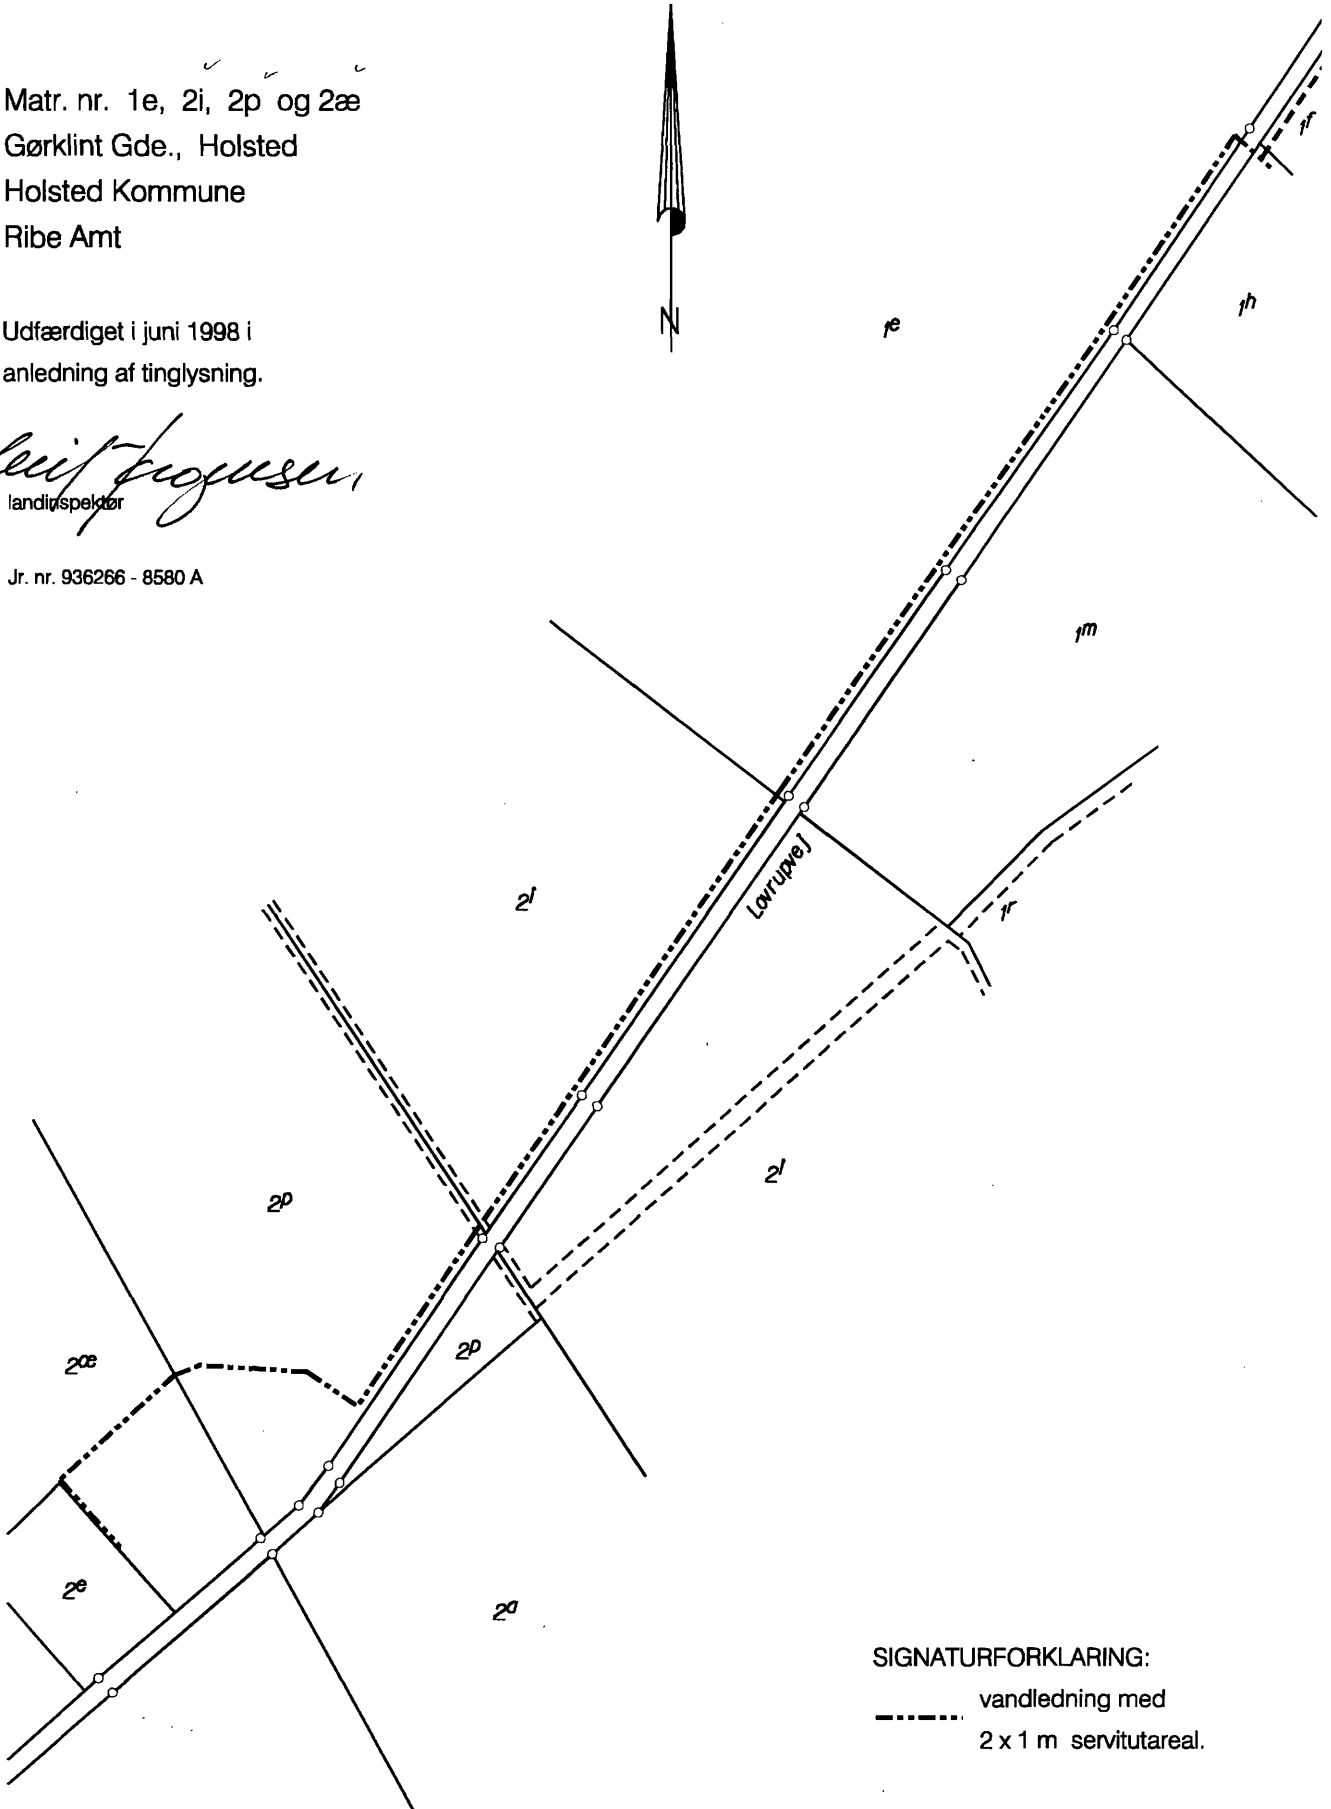 Matr. nr. 1e, 2i, 2p og 2æ
Gørklint Gde., Holsted
Holsted Kommune
Ribe Amt
Udfærdiget i juni 1998 i
anledning af tinglysning.
landinspektør
Jr. nr. 936266 - 8580 A
N
1f
1h
1e
1m
Lovrupvej
2i
1r
2i
2p
2p
2æ
2e
2a
SIGNATURFORKLARING:
vandledning med
2 x 1 m servitutareal.